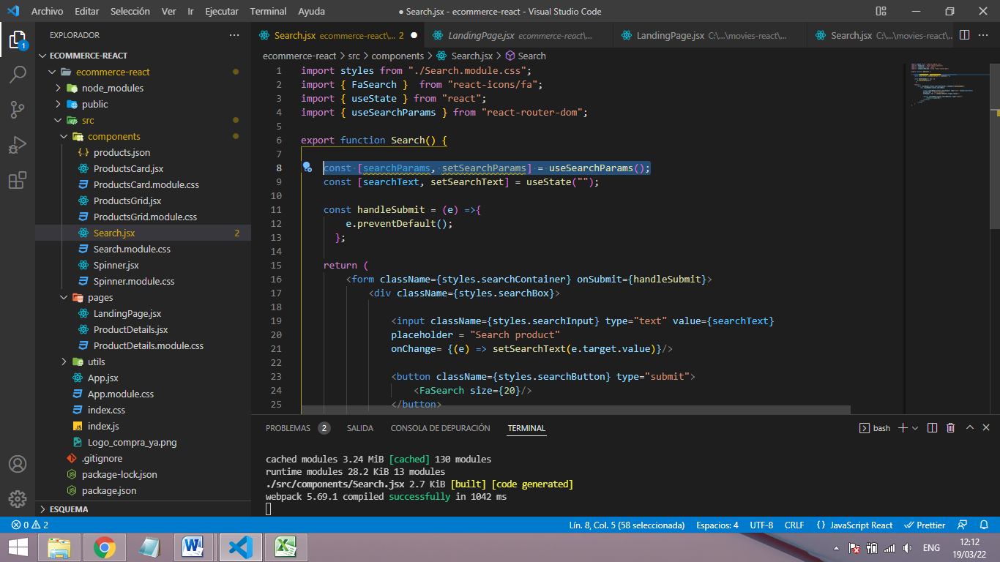 Archivo Editar Selección Ver Ir Ejecutar Terminal Ayuda
● Search.jsx - ecommerce-react - Visual Studio Code
EXPLORADOR
ECOMMERCE-REACT
ecommerce-react
node_modules
public
src
components
products.json
ProductsCard.jsx
ProductsCard.module.css
ProductsGrid.jsx
ProductsGrid.module.css
Search.jsx 2
Search.module.css
Spinner.jsx
Spinner.module.css
pages
LandingPage.jsx
ProductDetails.jsx
ProductDetails.module.css
utils
App.jsx
App.module.css
index.css
index.js
Logo_compra_ya.png
.gitignore
package-lock.json
package.json
ESQUEMA
1
Search.jsx ecommerce-react\... 2
LandingPage.jsx ecommerce-react\...
LandingPage.jsx C:\...\movies-react\...
Search.jsx C:\...\movies-react\...
ecommerce-react > src > components > Search.jsx > Search
1 import styles from "./Search.module.css";
2 import { FaSearch }  from "react-icons/fa";
3 import { useState } from "react";
4 import { useSearchParams } from "react-router-dom";
5
6 export function Search() {
7
8 const [searchParams, setSearchParams] = useSearchParams();
9 const [searchText, setSearchText] = useState("");
10
11 const handleSubmit = (e) =>{
12 e.preventDefault();
13 };
14
15 return (
16 <form className={styles.searchContainer} onSubmit={handleSubmit}>
17 <div className={styles.searchBox}>
18
19 <input className={styles.searchInput} type="text" value={searchText}
20 placeholder = "Search product"
21 onChange= {(e) => setSearchText(e.target.value)}/>
22
23 <button className={styles.searchButton} type="submit">
24 <FaSearch size={20}/>
25 </button>
PROBLEMAS 2 SALIDA CONSOLA DE DEPURACIÓN TERMINAL
bash
cached modules 3.24 MiB [cached] 130 modules
runtime modules 28.2 KiB 13 modules
./src/components/Search.jsx 2.7 KiB [built] [code generated]
webpack 5.69.1 compiled successfully in 1042 ms
0 2
Lín. 8, Col. 5 (58 seleccionada) Espacios: 4 UTF-8 CRLF {} JavaScript React Prettier
ENG
12:12
19/03/22